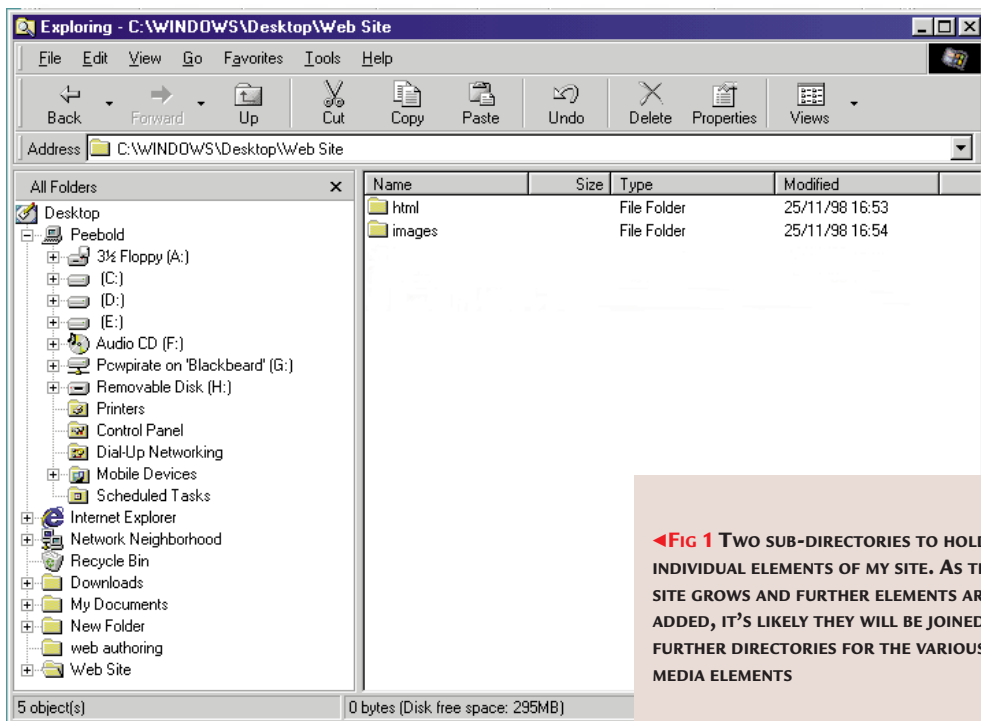 Exploring - C:\WINDOWS\Desktop\Web Site
File Edit View Go Favorites Tools Help
Back Forward Up Cut Copy Paste Undo Delete Properties Views
Address C:\WINDOWS\Desktop\Web Site
All Folders x
Name Size Type Modified
html File Folder 25/11/98 16:53
images File Folder 25/11/98 16:54
Desktop
Peebold
3½ Floppy (A:)
(C:)
(D:)
(E:)
Audio CD (F:)
Pcwpirate on 'Blackbeard' (G:)
Removable Disk (H:)
Printers
Control Panel
Dial-Up Networking
Mobile Devices
Scheduled Tasks
Internet Explorer
Network Neighborhood
Recycle Bin
Downloads
My Documents
New Folder
web authoring
Web Site
5 object(s) 0 bytes (Disk free space: 295MB)
◄FIG 1 TWO SUB-DIRECTORIES TO
INDIVIDUAL ELEMENTS OF MY SITE. AS
SITE GROWS AND FURTHER ELEMENTS
ADDED, IT'S LIKELY THEY WILL BE JOINED
FURTHER DIRECTORIES FOR THE VARIOUS
MEDIA ELEMENTS